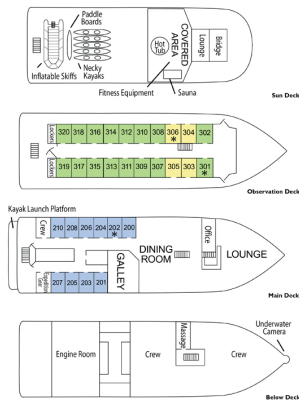 Paddle
Boards
Inflatable Skiffs
Necky
Kayaks
Hot
Tub
COVERED
AREA
Lounge
Bridge
Fitness Equipment
Sauna
Sun Deck
Lockers
320 318 316 314 312 310 308 306 304 302
*
Lockers
319 317 315 313 311 309 307 305 303 301
*
Observation Deck
Kayak Launch Platform
Crew
210 208 206 204 202 200
*
Expedition
Gear
207 205 203 201
GALLEY
DINING
ROOM
Office
LOUNGE
Main Deck
Engine Room
Crew
Massage
Crew
Underwater
Camera
Below Deck